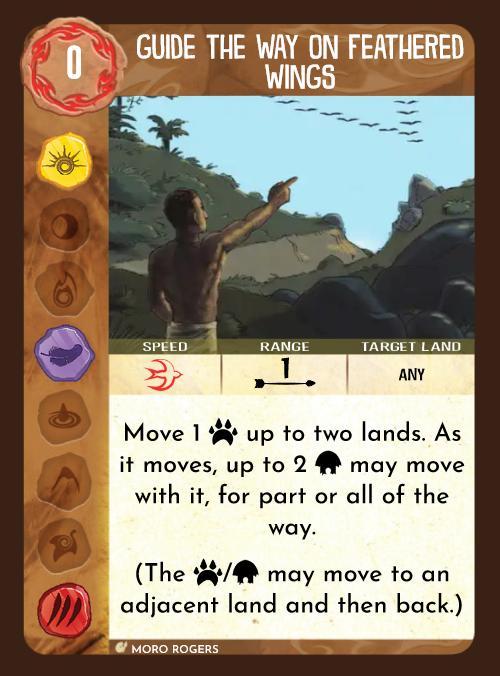 0
GUIDE THE WAY ON FEATHERED
WINGS
SPEED RANGE TARGET LAND
1 ANY
Move 1 up to two lands. As
it moves, up to 2 may move
with it, for part or all of the
way.
(The / may move to an
adjacent land and then back.)
MORO ROGERS